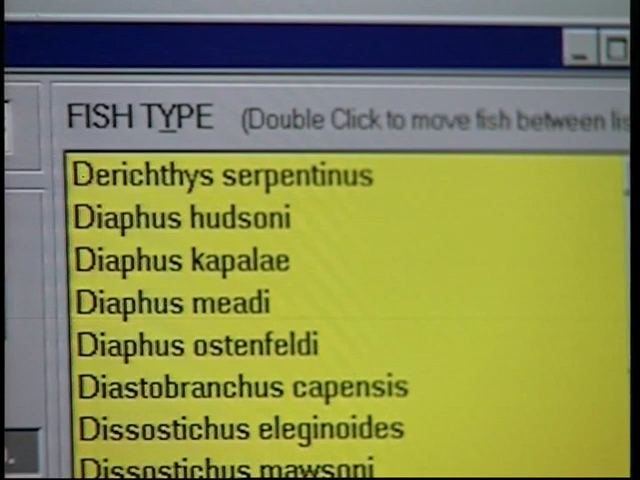 FISH TYPE (Double Click to move fish between lis
Derichthys serpentinus
Diaphus hudsoni
Diaphus kapalae
Diaphus meadi
Diaphus ostenfeldi
Diastobranchus capensis
Dissostichus eleginoides
Dissostichus mawsoni